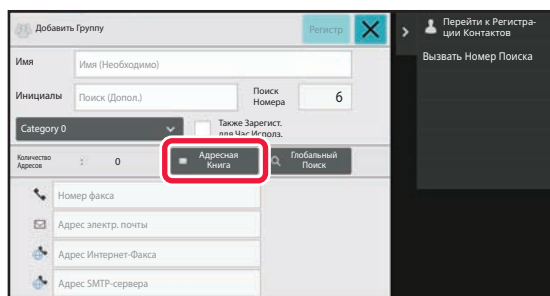 Добавить Группу
Регистр
Имя
Имя (Необходимо)
Инициалы
Поиск (Допол.)
Поиск
Номера
6
Category 0
Также Зарегист.
для Час Использ.
Количество
Адресов
:
0
Адресная
Книга
Глобальный
Поиск
Номер факса
Адрес электр. почты
Адрес Интернет-Факса
Адрес SMTP-сервера
Перейти к Регистра-
ции Контактов
Вызвать Номер Поиска